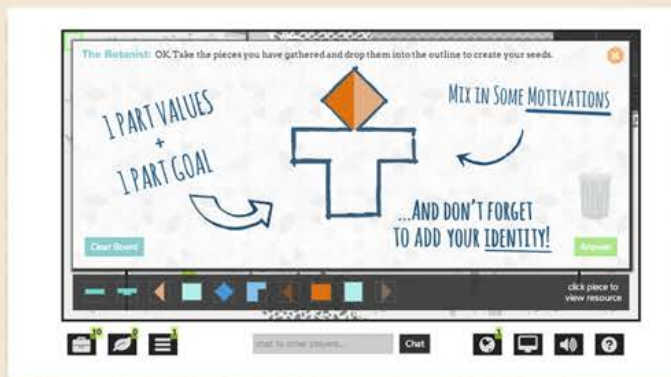 The Botanist: OK. Take the pieces you have gathered and drop them into the outline to create your seeds.
1 PART VALUES
+
1 PART GOAL
MIX IN SOME MOTIVATIONS
...AND DON'T FORGET
TO ADD YOUR IDENTITY!
Clear Board
Answer
click piece to
view resource
10
0
1
chat to other players...
Chat
1
?